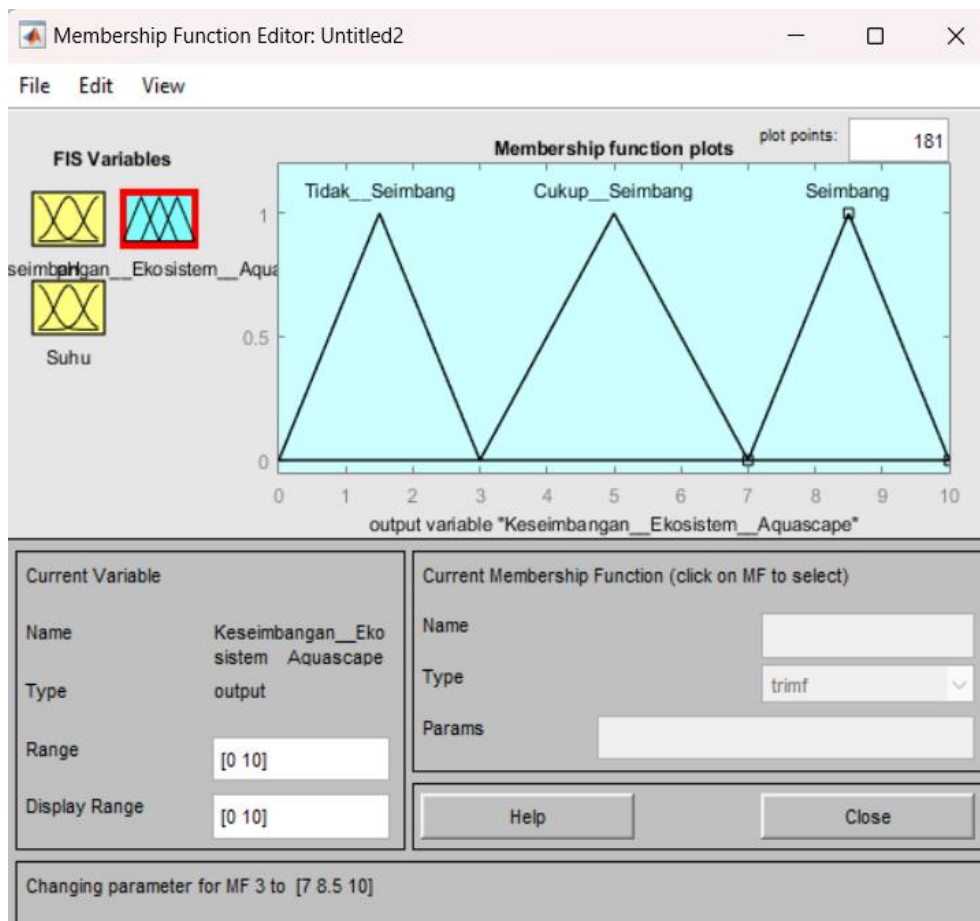 Membership Function Editor: Untitled2
File Edit View
FIS Variables
Membership function plots
plot points: 181
Tidak__Seimbang Cukup__Seimbang Seimbang
pH
Suhu
1
0.5
0
0 1 2 3 4 5 6 7 8 9 10
output variable "Keseimbangan__Ekosistem__Aquascape"
Current Variable
Name Keseimbangan__Eko
sistem__Aquascape
Type output
Range [0 10]
Display Range [0 10]
Current Membership Function (click on MF to select)
Name
Type trimf
Params
Help Close
Changing parameter for MF 3 to [7 8.5 10]